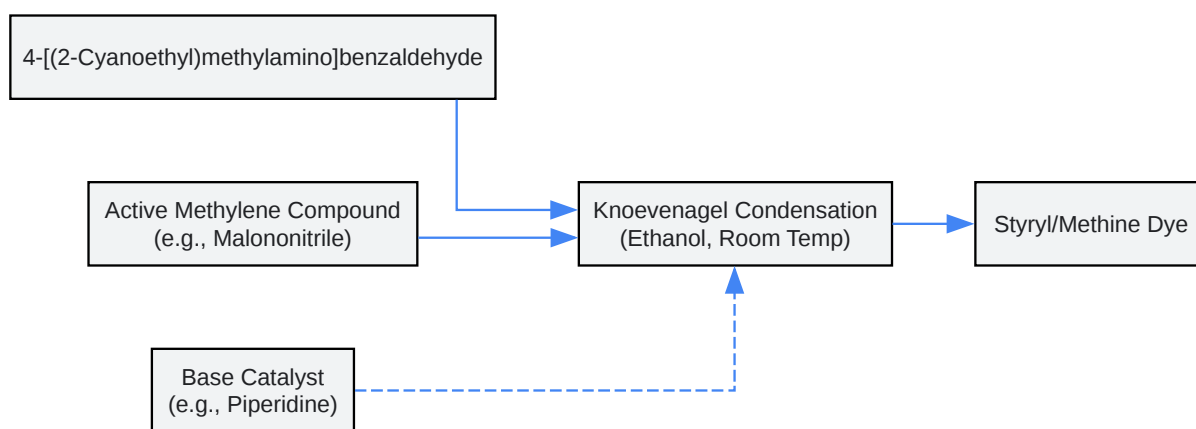 4-[(2-Cyanoethyl)methylamino]benzaldehyde
Active Methylene Compound
(e.g., Malononitrile)
Knoevenagel Condensation
(Ethanol, Room Temp)
Styryl/Methine Dye
Base Catalyst
(e.g., Piperidine)